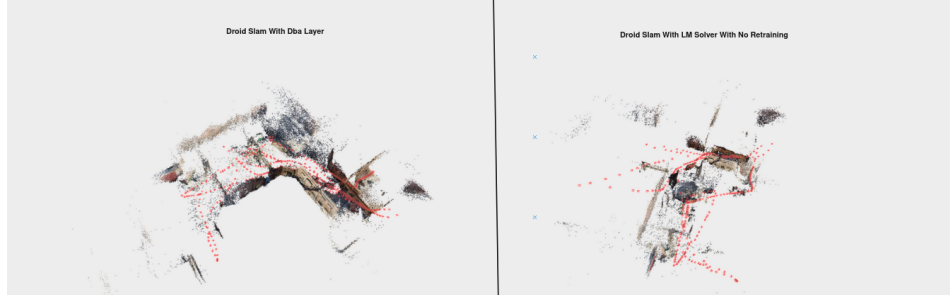 Droid Slam With Dba Layer
Droid Slam With LM Solver With No Retraining